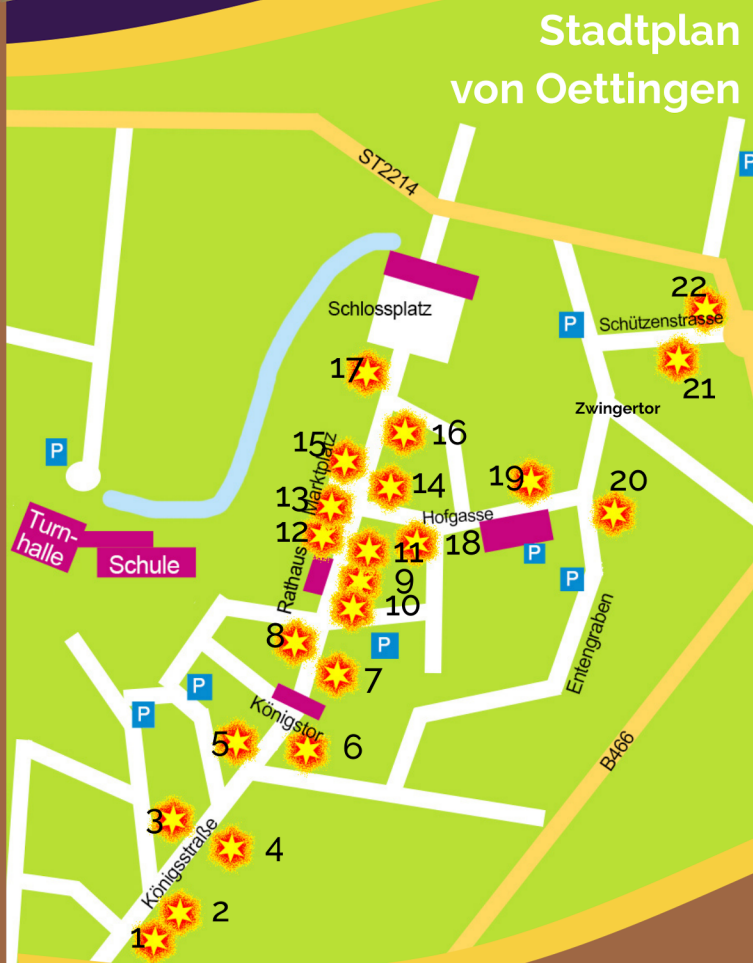 Stadtplan
von Oettingen
P
ST2214
22
Schlossplatz
P
Schützenstrasse
17
21
Zwingertor
16
15
P
Marktplatz
19
14
20
13
Hofgasse
12
Turn-
halle
11
18
P
Schule
Rathaus
9
P
10
8
P
Entengraben
7
P
P
Königstor
5
6
B466
3
4
Königsstraße
2
1